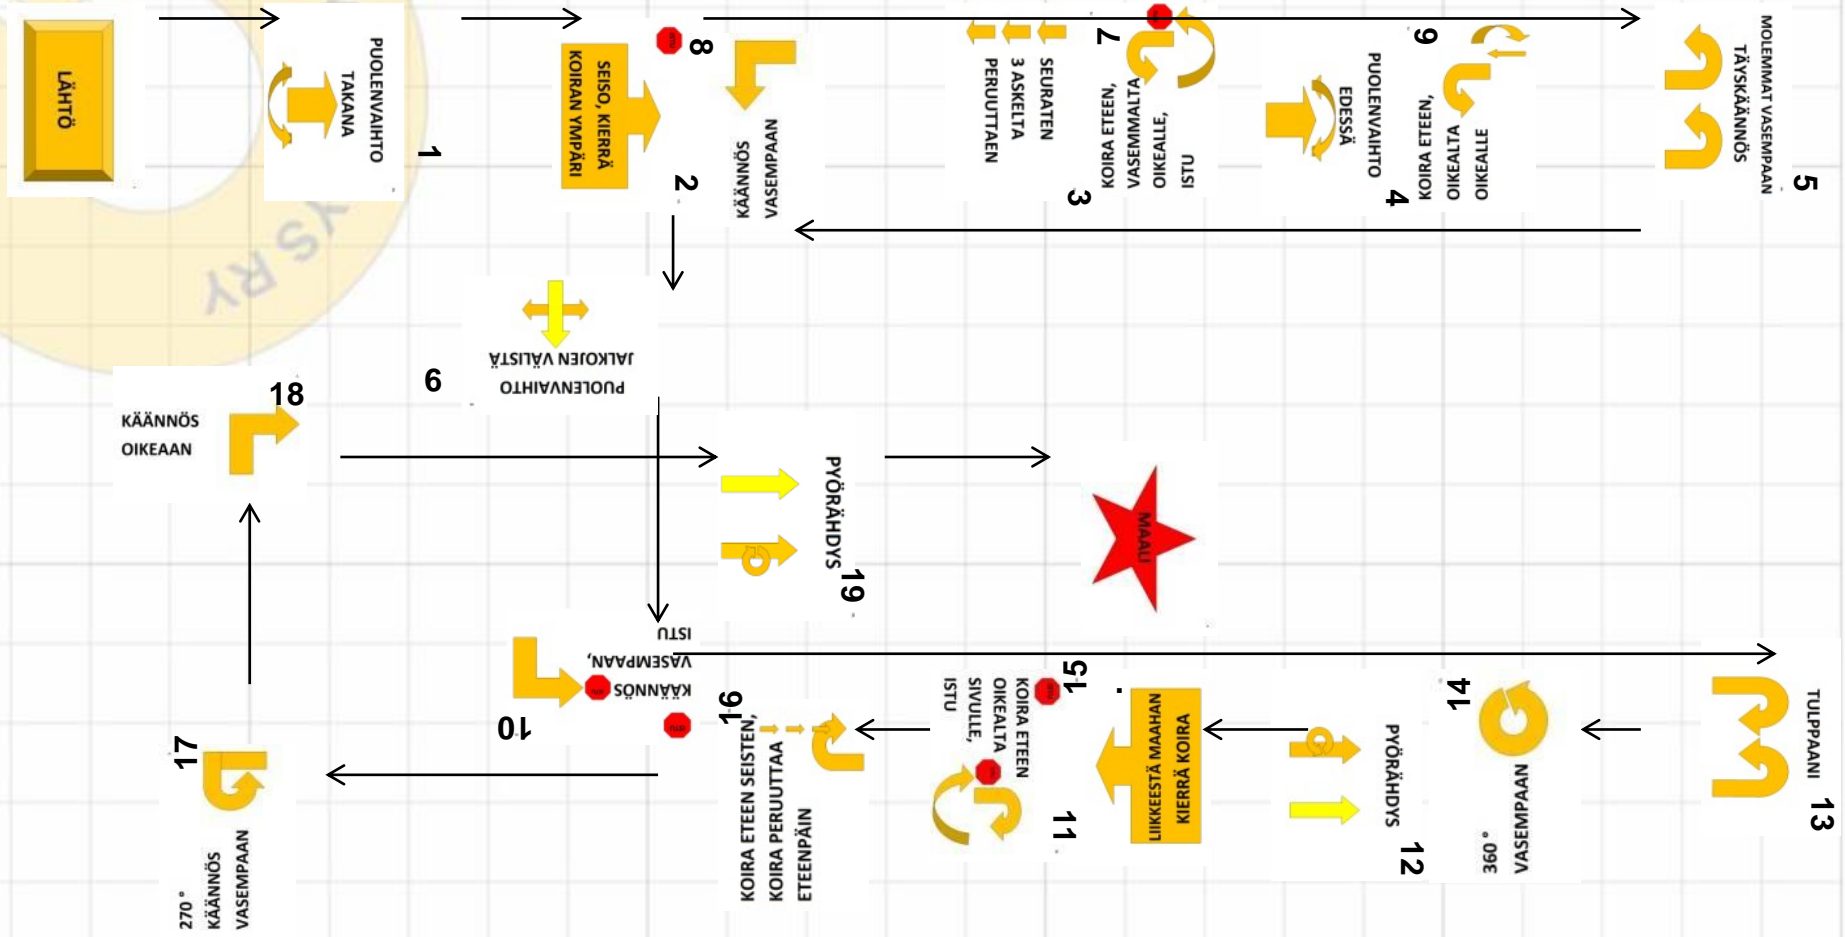 LÄHTÖ
PUOLENVAIHTO
TAKANA
1
SEISO, KIERRÄ
KOIRAN YMPÄRI
2
8
KÄÄNNÖS
VASEMPAAN
SEURATEN
3 ASKELTA
PERUUTTAEN
7
3
KOIRA ETEEN,
VASEMMALTA
OIKEALLE,
ISTU
PUOLENVAIHTO
EDESSÄ
6
4
KOIRA ETEEN,
OIKEALTA
OIKEALLE
MOLEMMAT VASEMPAAN
TÄYSKÄÄNNÖS
5
YS RY
PUOLENVAIHTO
JALKOJEN VÄLISTÄ
9
18
KÄÄNNÖS
OIKEAAN
PYÖRÄHDYS
19
MAALI
KÄÄNNÖS
VASEMPAAN,
ISTU
10
16
KOIRA ETEEN SEISTEN,
KOIRA PERUUTTAA
ETEENPÄIN
KOIRA ETEEN
OIKEALTA
SIVULLE,
ISTU
11
15.
LIIKKEESTÄ MAAHAN
KIERRÄ KOIRA
PYÖRÄHDYS
12
14
360°
VASEMPAAN
TULPPAANI
13
17
270°
KÄÄNNÖS
VASEMPAAN